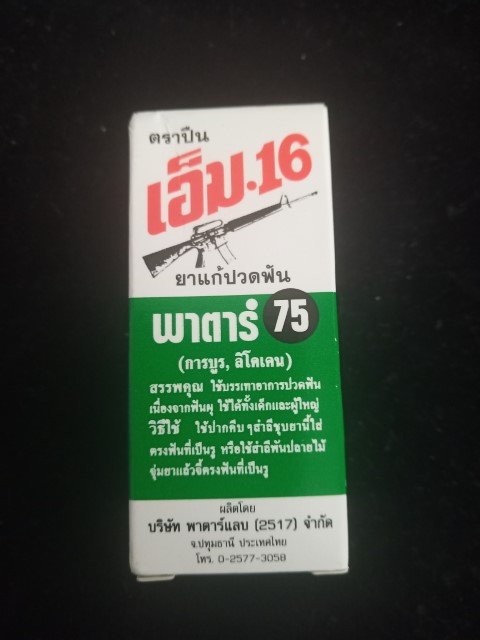 ตราปืน
เอ็ม.16
ยาแก้ปวดฟัน
พาตาร์ 75
(การบูร, ลิโดเคน)
สรรพคุณ ใช้บรรเทาอาการปวดฟัน
เนื่องจากฟันผุ ใช้ได้ทั้งเด็กและผู้ใหญ่
วิธีใช้ ใช้ปากคีบๆสำลีชุบยานี้ใส่
ตรงฟันที่เป็นรู หรือใช้สำลีพันปลายไม้
จุ่มยาแล้วจี้ตรงฟันที่เป็นรู
ผลิตโดย
บริษัท พาตาร์แลบ (2517) จำกัด
จ.ปทุมธานี ประเทศไทย
โทร. 0-2577-3058